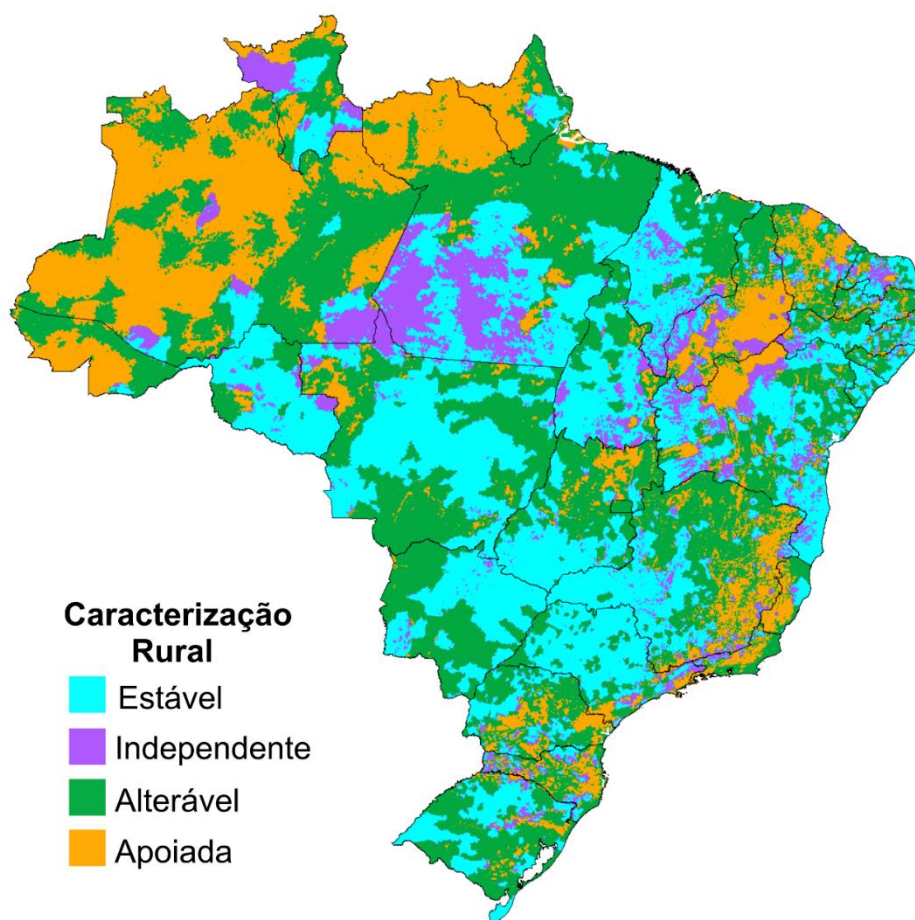 Caracterização
Rural
Estável
Independente
Alterável
Apoiada